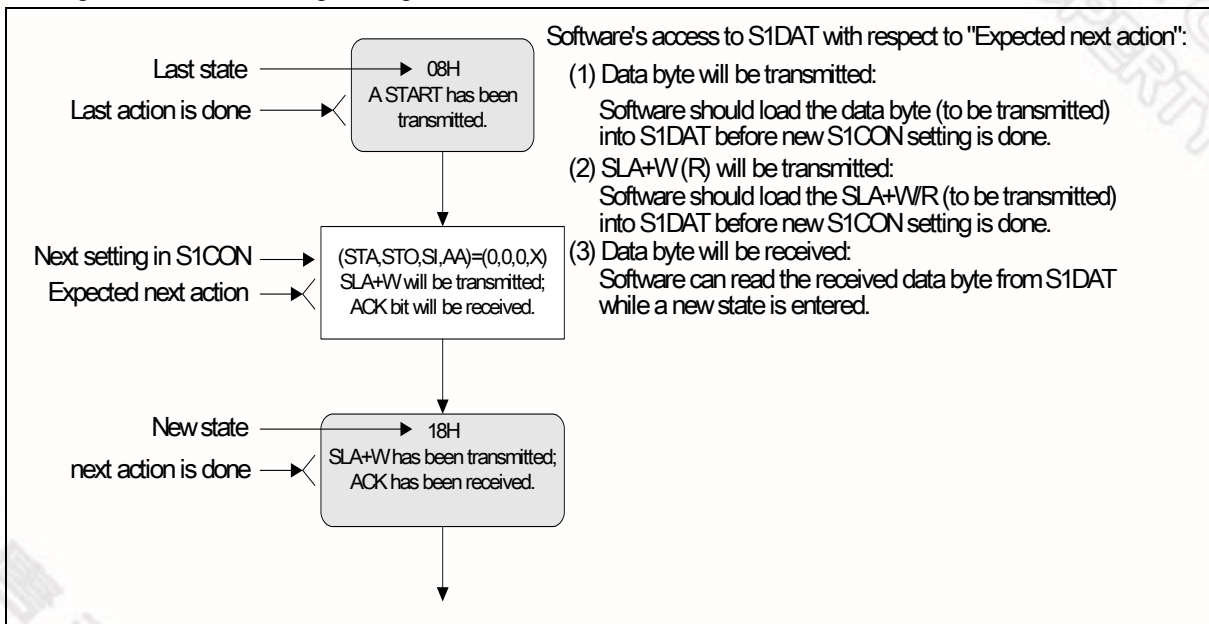 Last state
08H
Last action is done
A START has been
transmitted.
Next setting in S1CON
(STA,STO,SI,AA)=(0,0,0,X)
Expected next action
SLA+W will be transmitted;
ACK bit will be received.
New state
18H
next action is done
SLA+W has been transmitted;
ACK has been received.
Software's access to S1DAT with respect to "Expected next action":
(1) Data byte will be transmitted:
Software should load the data byte (to be transmitted)
into S1DAT before new S1CON setting is done.
(2) SLA+W (R) will be transmitted:
Software should load the SLA+W/R (to be transmitted)
into S1DAT before new S1CON setting is done.
(3) Data byte will be received:
Software can read the received data byte from S1DAT
while a new state is entered.